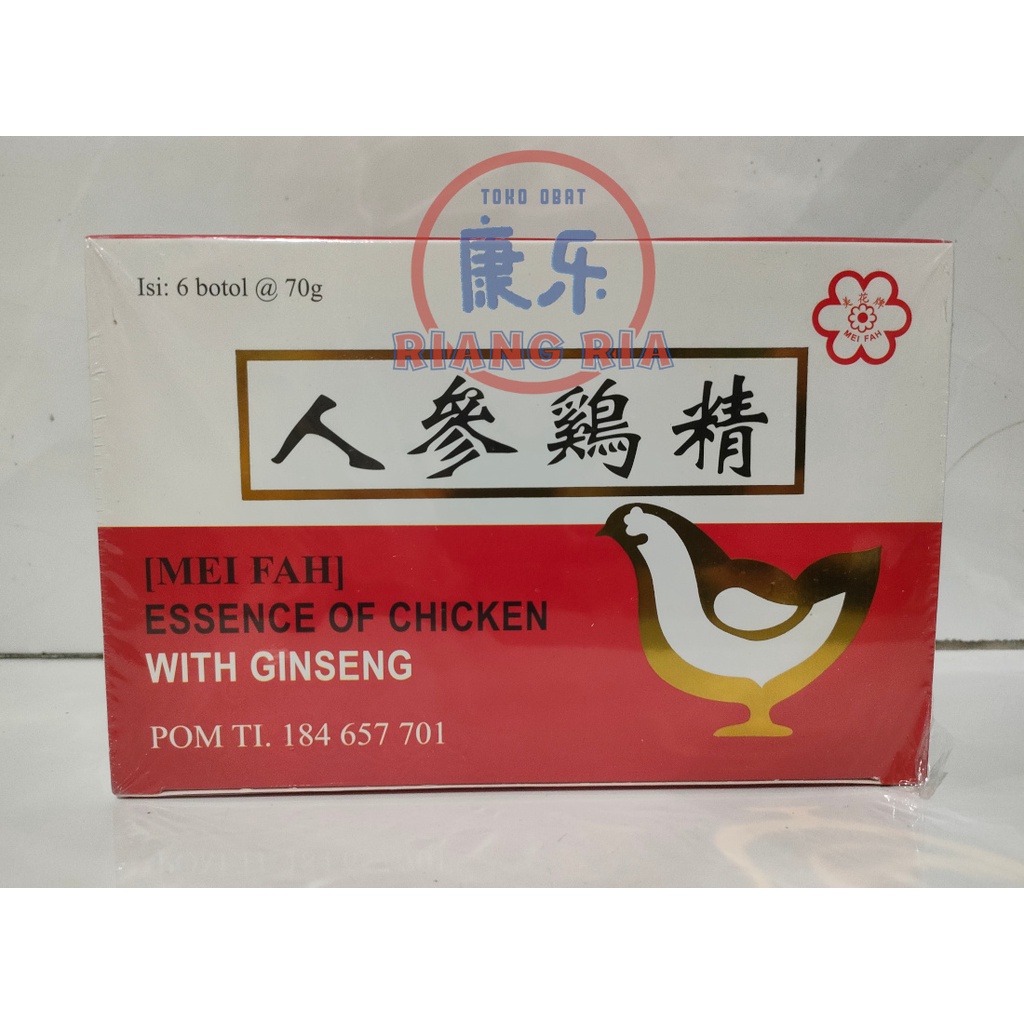 TOKO OBAT
康乐
RIANG RIA
Isi: 6 botol @ 70g
MEI FAH
人參鷄精
[MEI FAH]
ESSENCE OF CHICKEN
WITH GINSENG
POM TI. 184 657 701